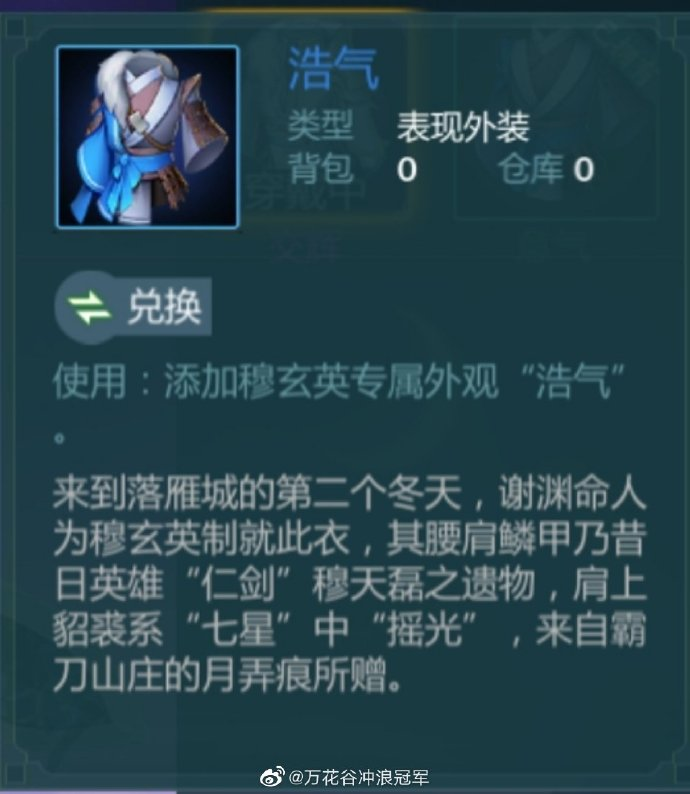 浩气
类型 表现外装
背包 0 仓库 0
兑换
使用：添加穆玄英专属外观“浩气”
。
来到落雁城的第二个冬天，谢渊命人
为穆玄英制就此衣，其腰肩鳞甲乃昔
日英雄“仁剑”穆天磊之遗物，肩上
貂裘系“七星”中“摇光”，来自霸
刀山庄的月弄痕所赠。
@万花谷冲浪冠军